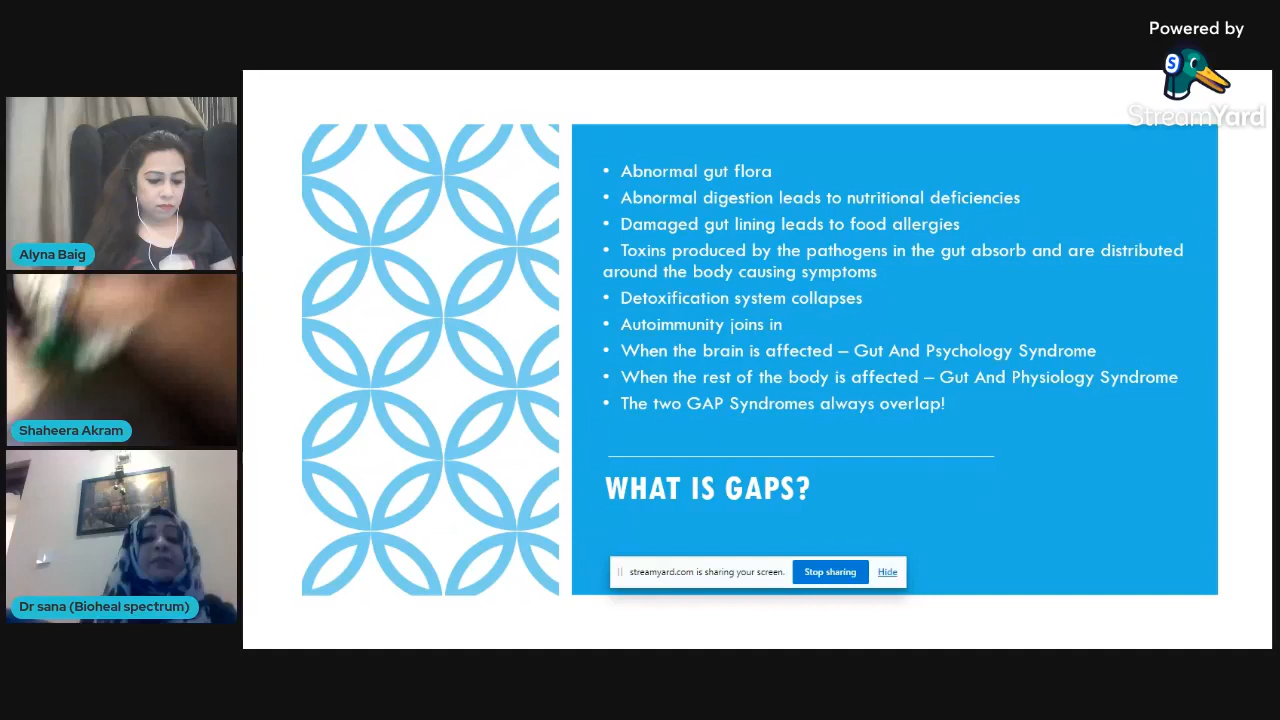 Powered by
S
StreamYard
Alyna Baig
Shaheera Akram
Dr sana (Bioheal spectrum)
• Abnormal gut flora
• Abnormal digestion leads to nutritional deficiencies
• Damaged gut lining leads to food allergies
• Toxins produced by the pathogens in the gut absorb and are distributed
around the body causing symptoms
• Detoxification system collapses
• Autoimmunity joins in
• When the brain is affected – Gut And Psychology Syndrome
• When the rest of the body is affected – Gut And Physiology Syndrome
• The two GAP Syndromes always overlap!
WHAT IS GAPS?
streamyard.com is sharing your screen. Stop sharing Hide